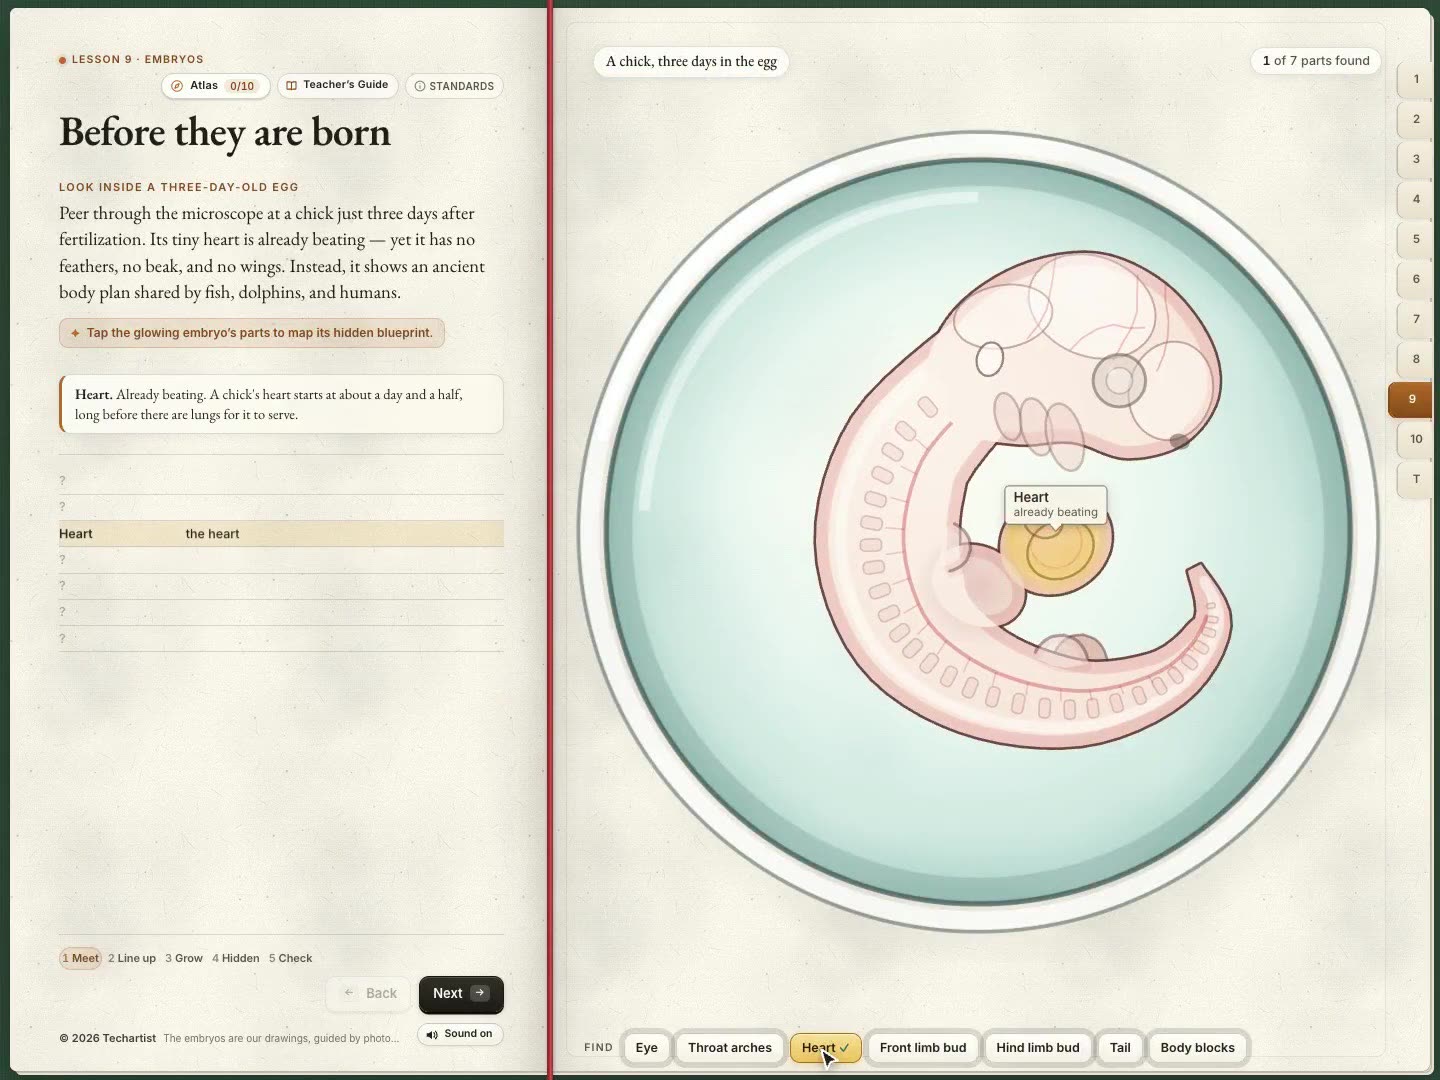 LESSON 9 · EMBRYOS
Atlas 0/10 Teacher's Guide STANDARDS
Before they are born
LOOK INSIDE A THREE-DAY-OLD EGG
Peer through the microscope at a chick just three days after
fertilization. Its tiny heart is already beating — yet it has no
feathers, no beak, and no wings. Instead, it shows an ancient
body plan shared by fish, dolphins, and humans.
Tap the glowing embryo's parts to map its hidden blueprint.
Heart. Already beating. A chick's heart starts at about a day and a half,
long before there are lungs for it to serve.
?
?
Heart the heart
?
?
?
?
1 Meet 2 Line up 3 Grow 4 Hidden 5 Check
← Back Next →
© 2026 Techartist The embryos are our drawings, guided by photo... Sound on
A chick, three days in the egg
1 of 7 parts found
Heart
already beating
FIND Eye Throat arches Heart ✓ Front limb bud Hind limb bud Tail Body blocks
1
2
3
4
5
6
7
8
9
10
T